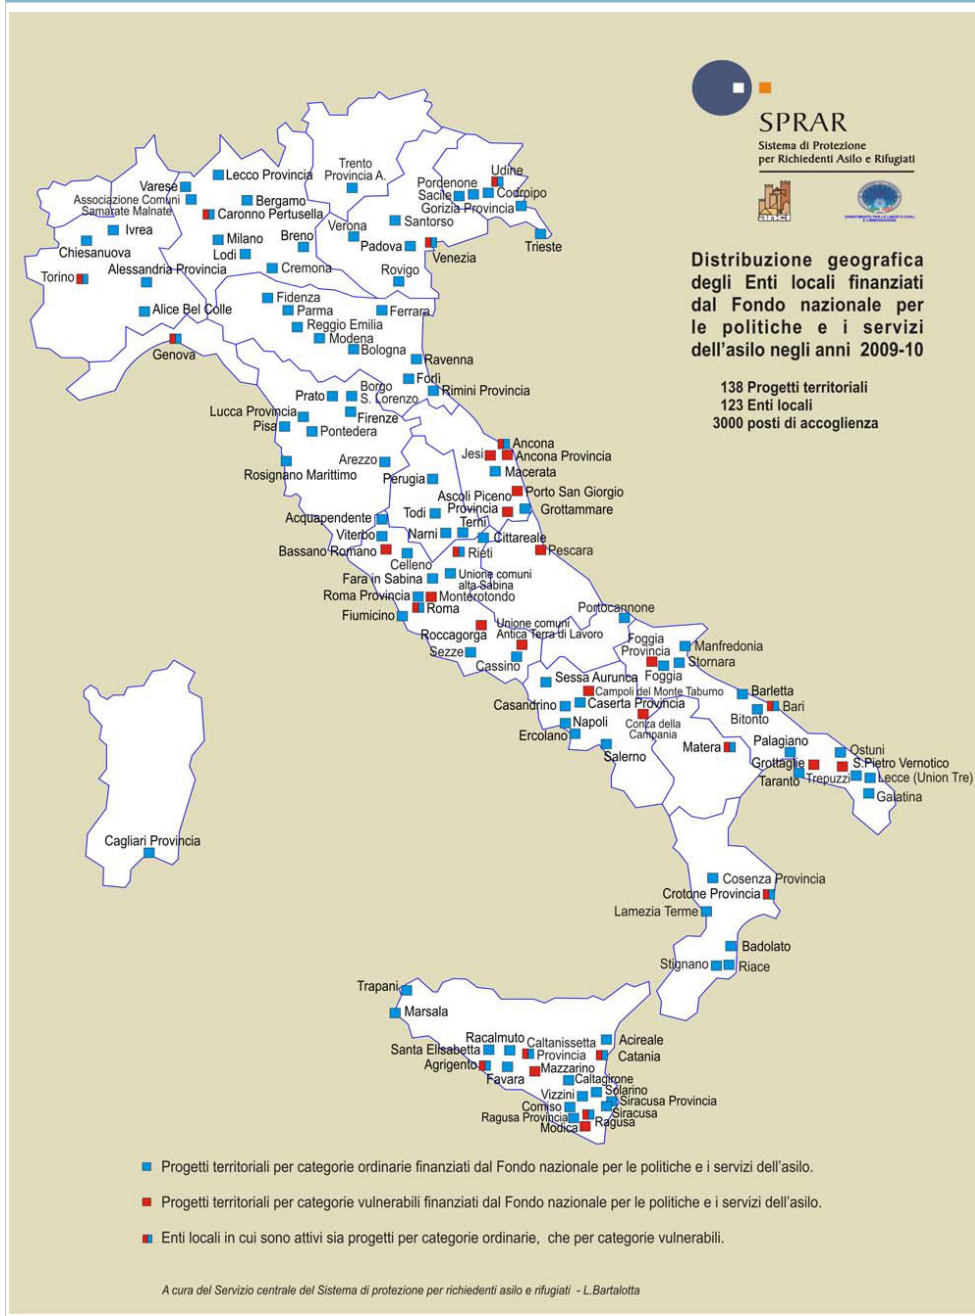 SPRAR
Sistema di Protezione
per Richiedenti Asilo e Rifugiati
Distribuzione geografica
degli Enti locali finanziati
dal Fondo nazionale per
le politiche e i servizi
dell'asilo negli anni 2009-10
138 Progetti territoriali
123 Enti locali
3000 posti di accoglienza
Trento
Provincia A.
Lecco Provincia
Varese
Associazione Comuni
Samarate Malnate
Bergamo
Caronno Pertusella
Ivrea
Chiesanuova
Milano
Breno
Lodi
Cremona
Torino
Alessandria Provincia
Alice Bel Colle
Genova
Udine
Pordenone
Sacile
Codroipo
Gorizia Provincia
Trieste
Santorso
Verona
Padova
Venezia
Rovigo
Fidenza
Parma
Reggio Emilia
Modena
Bologna
Ferrara
Ravenna
Forlì
Rimini Provincia
Prato
Borgo
S. Lorenzo
Lucca Provincia
Firenze
Pisa
Pontedera
Arezzo
Rosignano Marittimo
Ancona
Jesi
Ancona Provincia
Macerata
Perugia
Porto San Giorgio
Ascoli Piceno
Provincia
Grottammare
Todi
Terni
Narni
Acquapendente
Viterbo
Bassano Romano
Celleno
Cittareale
Rieti
Pescara
Fara in Sabina
Unione comuni
alta Sabina
Roma Provincia
Monterotondo
Roma
Fiumicino
Roccagorga
Unione comuni
Antica Terra di Lavoro
Sezze
Cassino
Portocannone
Foggia
Provincia
Manfredonia
Stornara
Foggia
Sessa Aurunca
Campoli del Monte Taburno
Casandrino
Caserta Provincia
Napoli
Conza della
Campania
Ercolano
Salerno
Barletta
Bari
Bitonto
Matera
Palagiano
Ostuni
Grottaglie
S.Pietro Vernotico
Taranto
Trepuzzi
Lecce (Union Tre)
Galatina
Cagliari Provincia
Cosenza Provincia
Crotone Provincia
Lamezia Terme
Badolato
Stignano
Riace
Trapani
Marsala
Racalmuto
Caltanissetta
Provincia
Acireale
Santa Elisabetta
Catania
Agrigento
Favara
Mazzarino
Caltagirone
Vizzini
Solarino
Siracusa Provincia
Comiso
Siracusa
Ragusa Provincia
Ragusa
Modica
Progetti territoriali per categorie ordinarie finanziati dal Fondo nazionale per le politiche e i servizi dell'asilo.
Progetti territoriali per categorie vulnerabili finanziati dal Fondo nazionale per le politiche e i servizi dell'asilo.
Enti locali in cui sono attivi sia progetti per categorie ordinarie, che per categorie vulnerabili.
A cura del Servizio centrale del Sistema di protezione per richiedenti asilo e rifugiati - L.Bartalotta